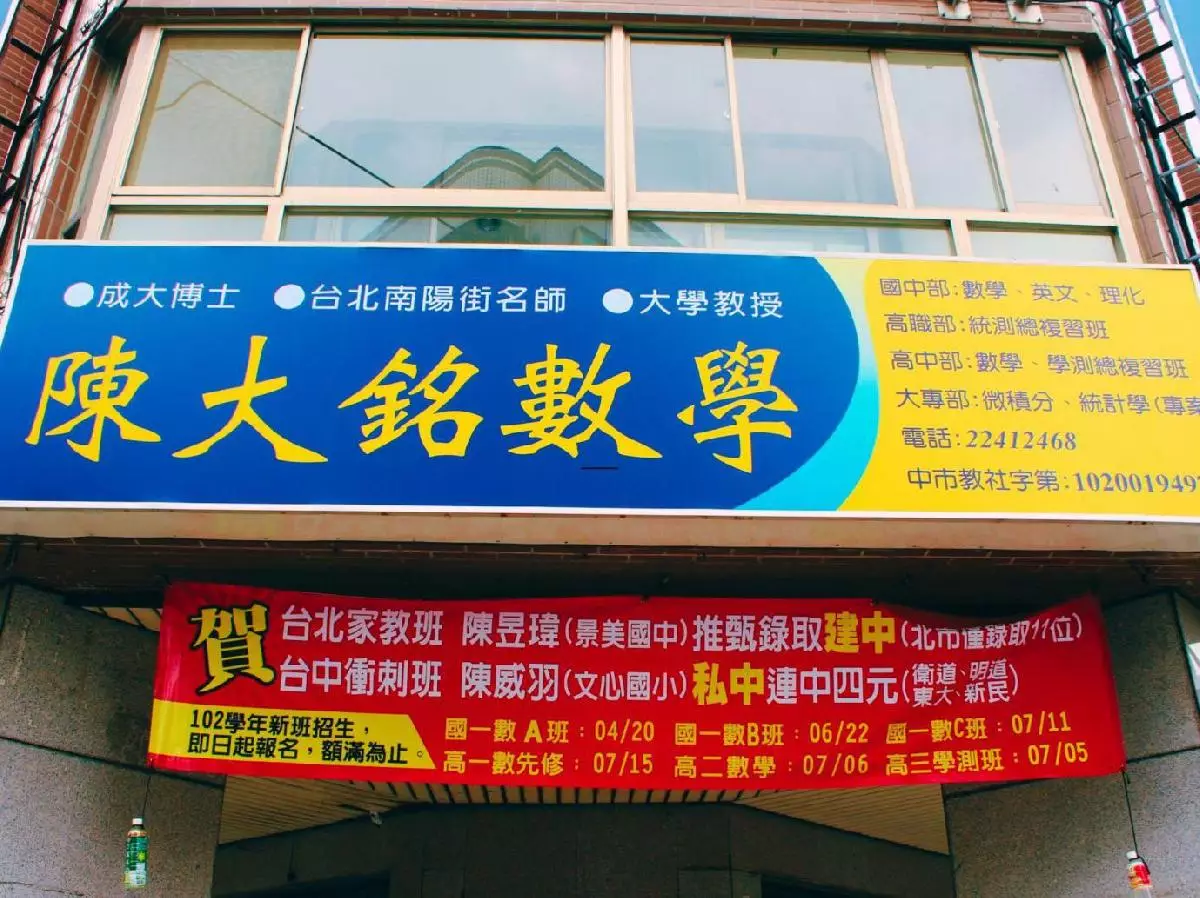 ●成大博士 ●台北南陽街名師 ●大學教授
陳大銘數學
國中部:數學、英文、理化
高職部:統測總複習班
高中部:數學、學測總複習班
大專部:微積分、統計學(專
電話:22412468
中市教社字第:102001949
賀
台北家教班 陳昱瑋(景美國中)推甄錄取建中(北市僅錄取11位)
台中衝刺班 陳威羽(文心國小)私中連中四元(衛道、明道
東大、新民)
102學年新班招生,
即日起報名,額滿為止。
國一數A班:04/20 國一數B班:06/22 國一數C班:07/11
高一數先修:07/15 高二數學:07/06 高三學測班:07/05